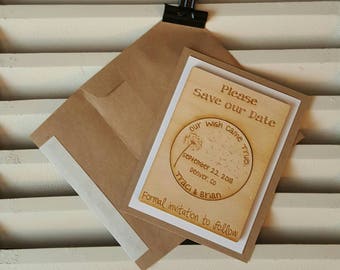 Please
Save our Date
Our Wish Came True,
September 22, 2018
Denver Co
Traci & Brian
Formal invitation to follow